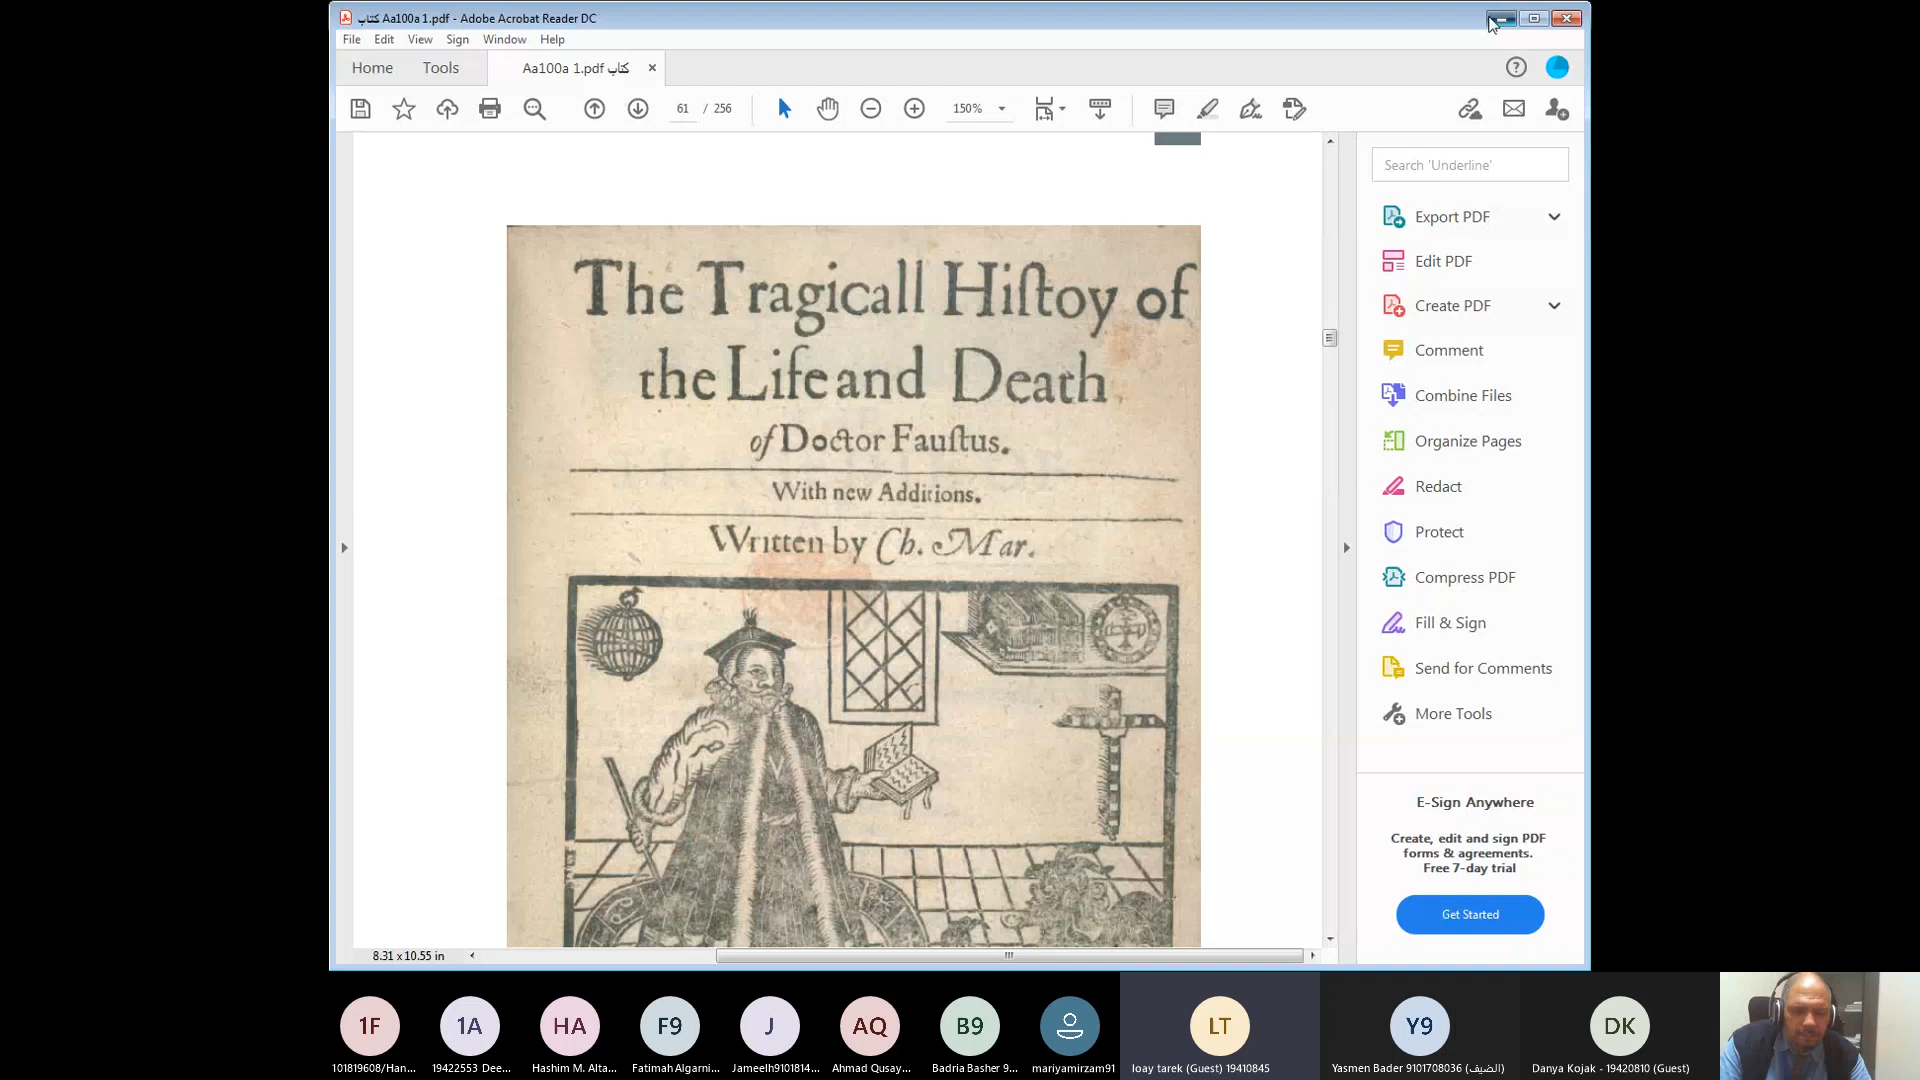 كتاب Aa100a 1.pdf - Adobe Acrobat Reader DC
File Edit View Sign Window Help
Home Tools Aa100a 1.pdf كتاب
61 / 256 150%
The Tragicall Hiſtoy of
the Life and Death
of Doctor Fauſtus.
With new Additions.
Written by Ch. Mar.
8.31 x 10.55 in
Search 'Underline'
Export PDF
Edit PDF
Create PDF
Comment
Combine Files
Organize Pages
Redact
Protect
Compress PDF
Fill & Sign
Send for Comments
More Tools
E-Sign Anywhere
Create, edit and sign PDF
forms & agreements.
Free 7-day trial
Get Started
1F 1A HA F9 J AQ B9 LT Y9 DK
101819608/Han... 19422553 Dee... Hashim M. Alta... Fatimah Algarni... Jameelh9101814... Ahmad Qusay... Badria Basher 9... mariyamirzam91 loay tarek (Guest) 19410845 Yasmen Bader 9101708036 (الضيف) Danya Kojak - 19420810 (Guest)